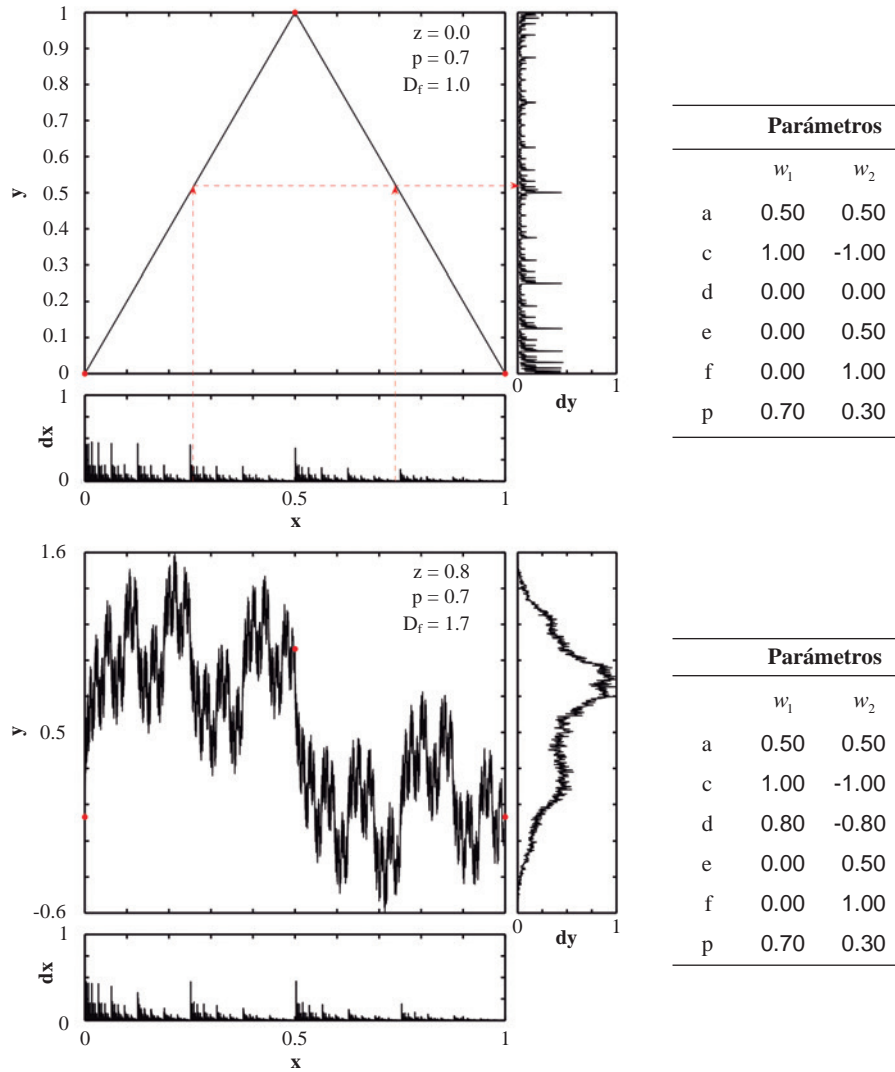 1
0.9
0.8
0.7
0.6
0.5
0.4
0.3
0.2
0.1
0
y
z = 0.0
p = 0.7
D_f = 1.0
0 1
dy
1
0
dx
0 0.5 1
x
Parámetros
w_1 w_2
a 0.50 0.50
c 1.00 -1.00
d 0.00 0.00
e 0.00 0.50
f 0.00 1.00
p 0.70 0.30
1.6
0.5
-0.6
y
z = 0.8
p = 0.7
D_f = 1.7
0 1
dy
1
0
dx
0 0.5 1
x
Parámetros
w_1 w_2
a 0.50 0.50
c 1.00 -1.00
d 0.80 -0.80
e 0.00 0.50
f 0.00 1.00
p 0.70 0.30